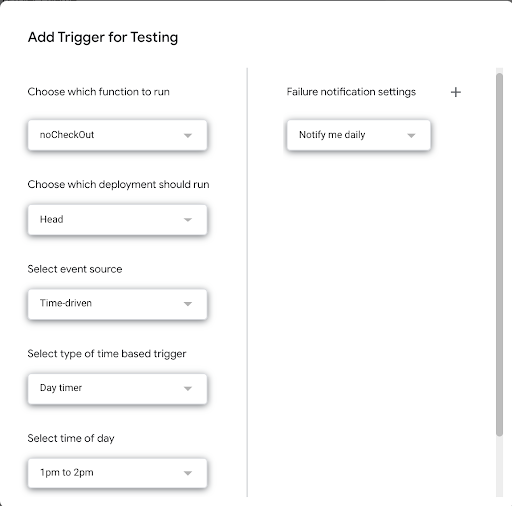 Add Trigger for Testing
Choose which function to run
noCheckOut
Choose which deployment should run
Head
Select event source
Time-driven
Select type of time based trigger
Day timer
Select time of day
1pm to 2pm
Failure notification settings +
Notify me daily